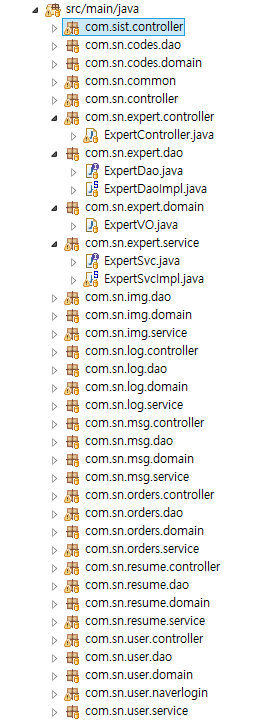 src/main/java
com.sist.controller
com.sn.codes.dao
com.sn.codes.domain
com.sn.common
com.sn.controller
com.sn.expert.controller
ExpertController.java
com.sn.expert.dao
ExpertDao.java
ExpertDaoImpl.java
com.sn.expert.domain
ExpertVO.java
com.sn.expert.service
ExpertSvc.java
ExpertSvcImpl.java
com.sn.img.dao
com.sn.img.domain
com.sn.img.service
com.sn.log.controller
com.sn.log.dao
com.sn.log.domain
com.sn.log.service
com.sn.msg.controller
com.sn.msg.dao
com.sn.msg.domain
com.sn.msg.service
com.sn.orders.controller
com.sn.orders.dao
com.sn.orders.domain
com.sn.orders.service
com.sn.resume.controller
com.sn.resume.dao
com.sn.resume.domain
com.sn.resume.service
com.sn.user.controller
com.sn.user.dao
com.sn.user.domain
com.sn.user.naverlogin
com.sn.user.service